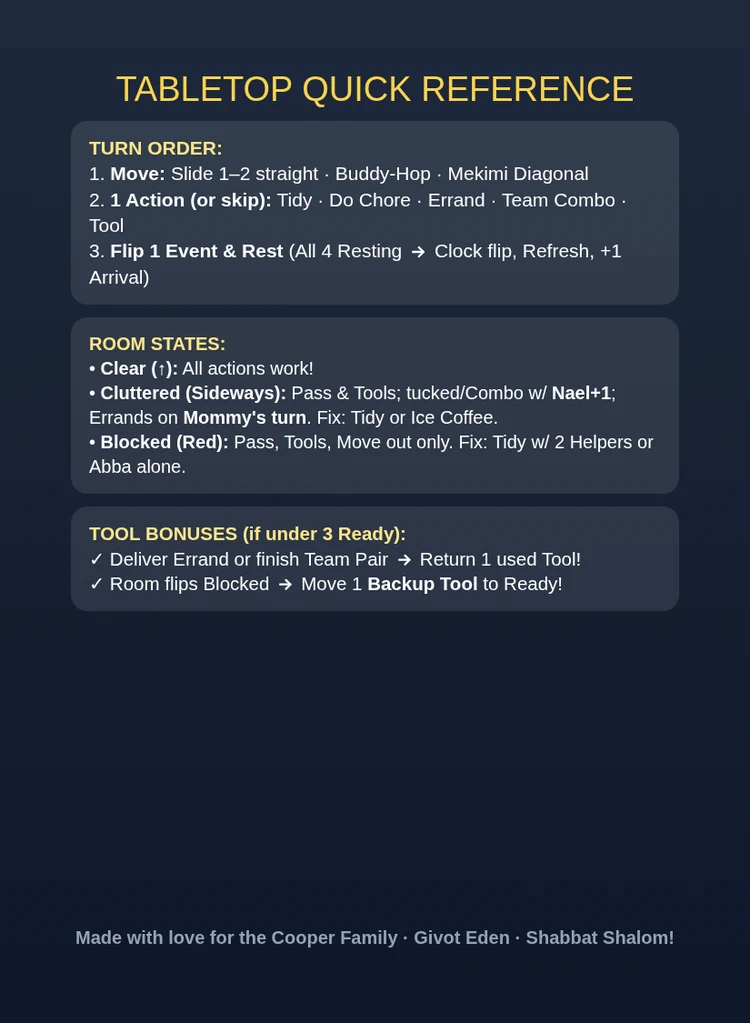 TABLETOP QUICK REFERENCE
TURN ORDER:
1. Move: Slide 1–2 straight · Buddy-Hop · Mekimi Diagonal
2. 1 Action (or skip): Tidy · Do Chore · Errand · Team Combo ·
Tool
3. Flip 1 Event & Rest (All 4 Resting → Clock flip, Refresh, +1
Arrival)
ROOM STATES:
• Clear (↑): All actions work!
• Cluttered (Sideways): Pass & Tools; tucked/Combo w/ Nael+1;
Errands on Mommy's turn. Fix: Tidy or Ice Coffee.
• Blocked (Red): Pass, Tools, Move out only. Fix: Tidy w/ 2 Helpers or
Abba alone.
TOOL BONUSES (if under 3 Ready):
✓ Deliver Errand or finish Team Pair → Return 1 used Tool!
✓ Room flips Blocked → Move 1 Backup Tool to Ready!
Made with love for the Cooper Family · Givot Eden · Shabbat Shalom!